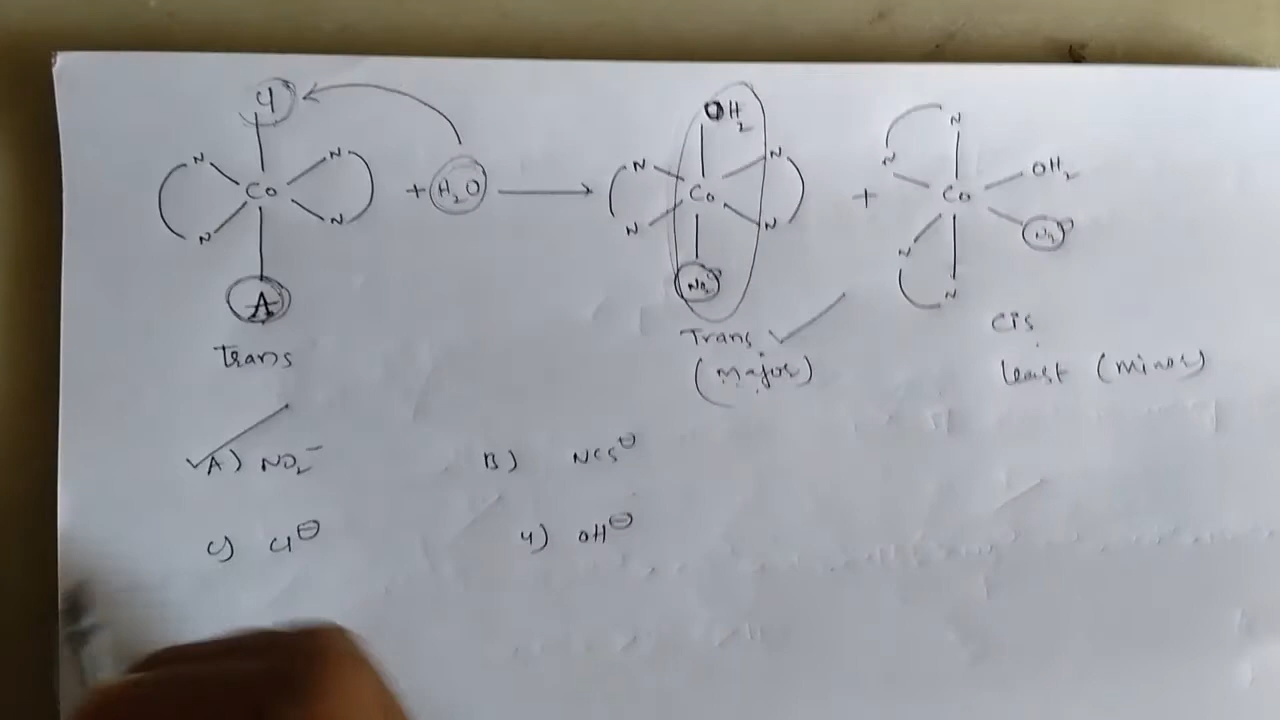 Cl
N N
Co
N N
A
trans
+ H2O
OH2
N N
Co
N N
NO2
Trans
(major)
+
N
N
Co
OH2
NO2⊖
N
N
cis
least (minor)
A) NO2−
B) NCS⊖
C) Cl⊖
4) OH⊖